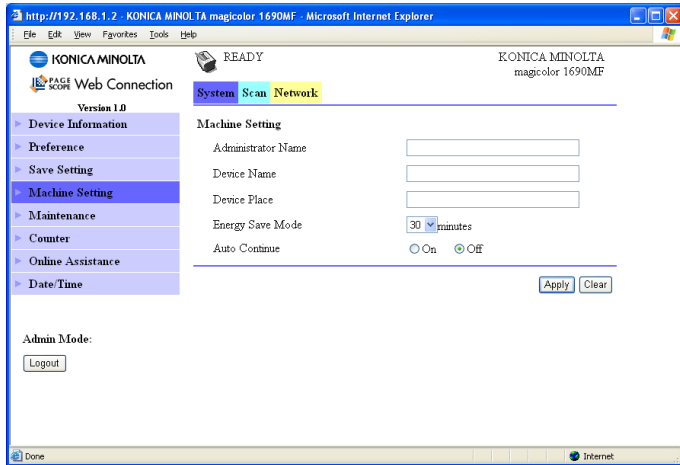 http://192.168.1.2 - KONICA MINOLTA magicolor 1690MF - Microsoft Internet Explorer
File Edit View Favorites Tools Help
KONICA MINOLTA
PAGE SCOPE Web Connection
Version 1.0
READY
KONICA MINOLTA
magicolor 1690MF
System Scan Network
Device Information
Preference
Save Setting
Machine Setting
Maintenance
Counter
Online Assistance
Date/Time
Admin Mode:
Logout
Machine Setting
Administrator Name
Device Name
Device Place
Energy Save Mode 30 minutes
Auto Continue On Off
Apply Clear
Done Internet